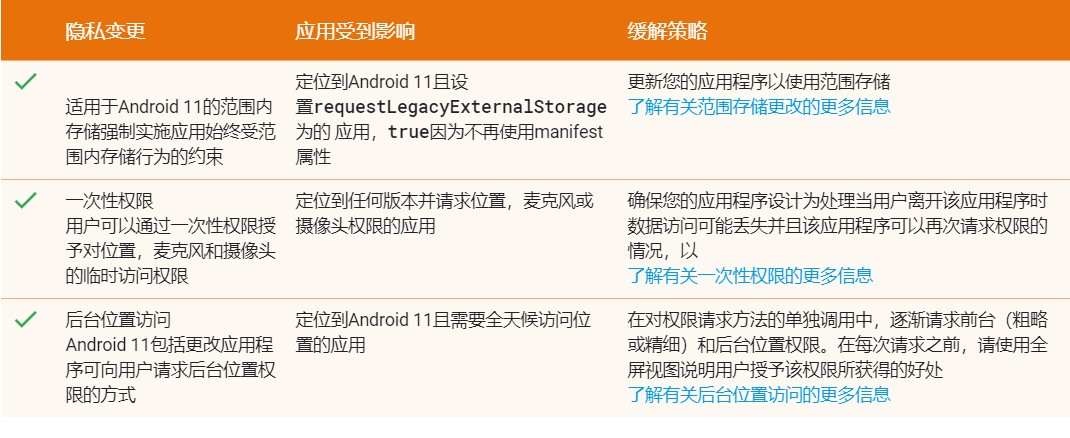 隐私变更
应用受到影响
缓解策略
适用于Android 11的范围内
存储强制实施应用始终受范
围内存储行为的约束
定位到Android 11且设
置requestLegacyExternalStorage
为的 应用，true因为不再使用manifest
属性
更新您的应用程序以使用范围存储
了解有关范围存储更改的更多信息
一次性权限
用户可以通过一次性权限授
予对位置，麦克风和摄像头
的临时访问权限
定位到任何版本并请求位置，麦克风或
摄像头权限的应用
确保您的应用程序设计为处理当用户离开该应用程序时
数据访问可能丢失并且该应用程序可以再次请求权限的
情况，以
了解有关一次性权限的更多信息
后台位置访问
Android 11包括更改应用程
序可向用户请求后台位置权
限的方式
定位到Android 11且需要全天候访问位
置的应用
在对权限请求方法的单独调用中，逐渐请求前台（粗略
或精细）和后台位置权限。在每次请求之前，请使用全
屏视图说明用户授予该权限所获得的好处
了解有关后台位置访问的更多信息